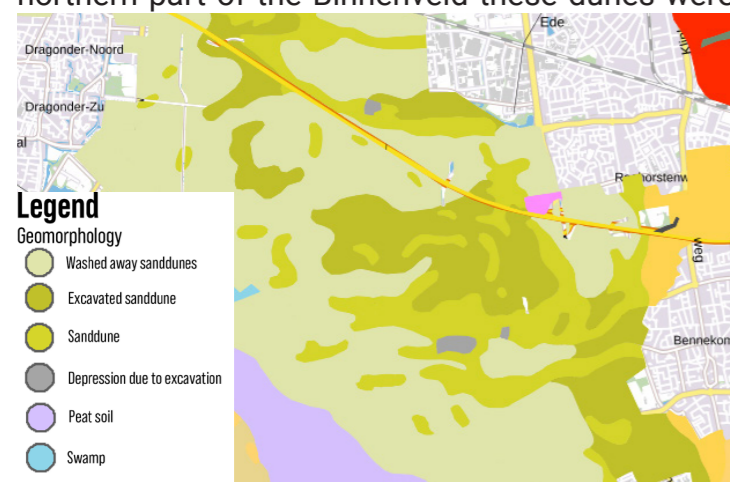 northern part of the Binnenveld these dunes were
Ede
Dragonder-Noord
Dragonder-Zu
al
weg
Bennekom
Legend
Geomorphology
Washed away sanddunes
Excavated sanddune
Sanddune
Depression due to excavation
Peat soil
Swamp